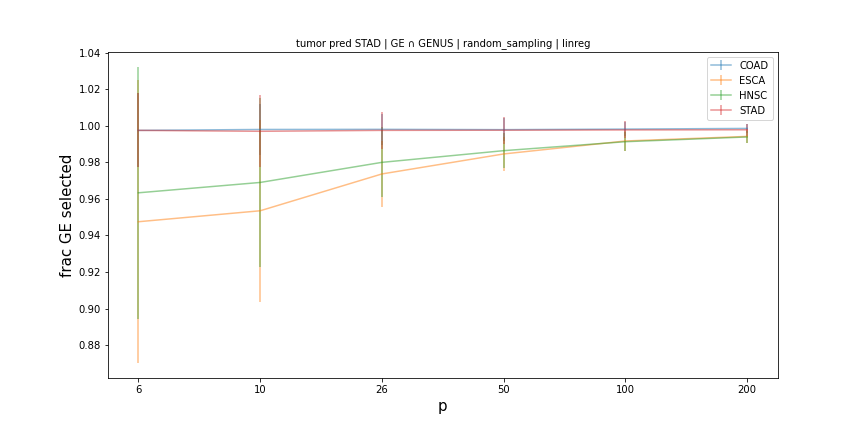 tumor pred STAD | GE ∩ GENUS | random_sampling | linreg
1.04
1.02
1.00
0.98
0.96
0.94
0.92
0.90
0.88
frac GE selected
COAD
ESCA
HNSC
STAD
6 10 26 50 100 200
p